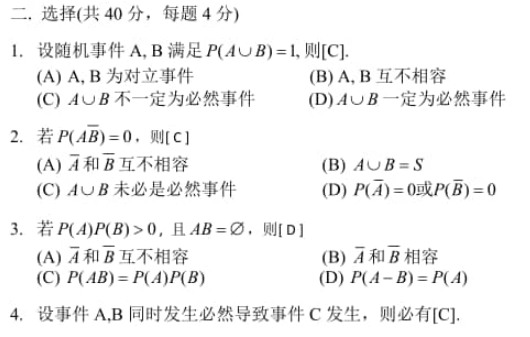 二. 选择(共 40 分，每题 4 分)
1. 设随机事件 A, B 满足 P(A∪B)=1, 则[C].
(A) A, B 为对立事件 (B) A, B 互不相容
(C) A∪B 不一定为必然事件 (D) A∪B 一定为必然事件
2. 若 P(AB̅)=0，则[ C ]
(A) A̅ 和 B̅ 互不相容 (B) A∪B=S
(C) A∪B 未必是必然事件 (D) P(A̅)=0或P(B̅)=0
3. 若 P(A)P(B)>0，且 AB=∅，则[ D ]
(A) A̅ 和 B̅ 互不相容 (B) A̅ 和 B̅ 相容
(C) P(AB)=P(A)P(B) (D) P(A−B)=P(A)
4. 设事件 A,B 同时发生必然导致事件 C 发生，则必有[C].